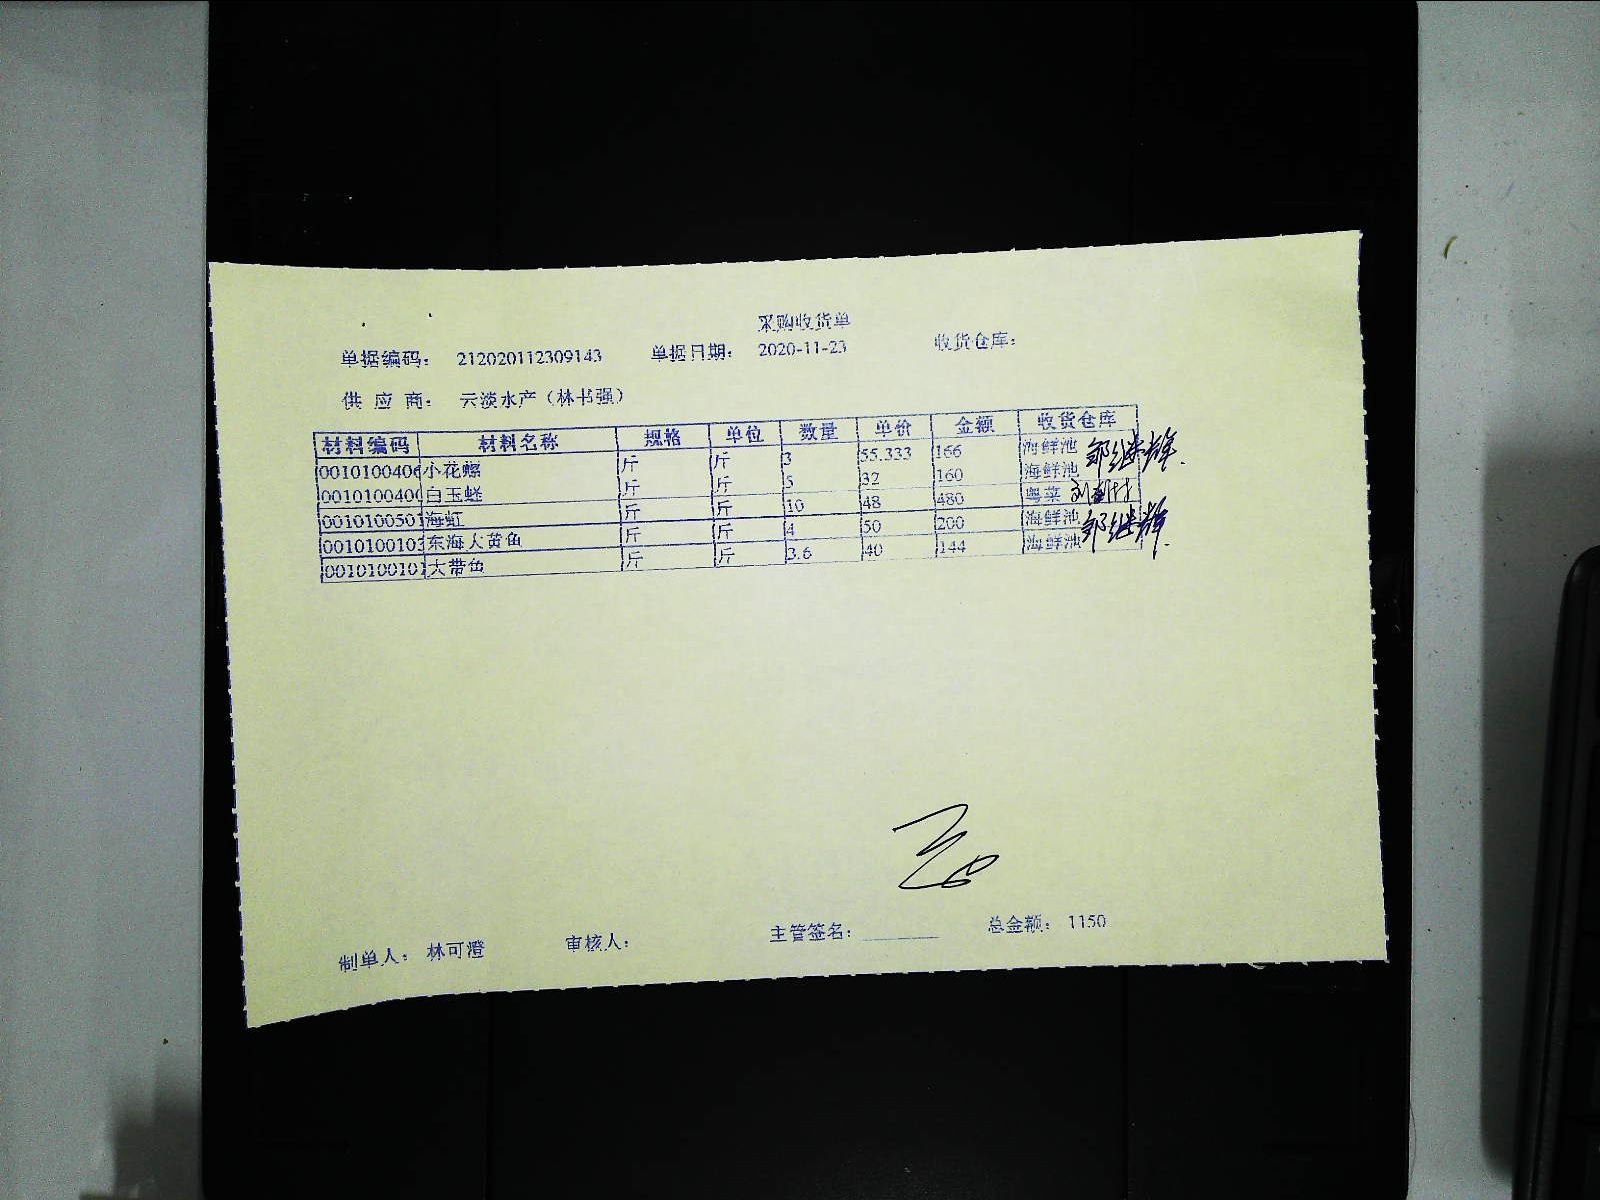 采购收货单
单据编码： 212020112309143 单据日期： 2020-11-23 收货仓库：
供 应 商： 云淡水产（林书强）
材料编码 材料名称 规格 单位 数量 单价 金额 收货仓库
0010100406 小花螺 斤 斤 3 55.333 166 海鲜池
001010040 白玉蛏 斤 斤 5 32 160 海鲜池
001010050 海虹 斤 斤 10 48 480 粤菜
001010010 东海大黄鱼 斤 斤 4 50 200 海鲜池
001010010 大带鱼 斤 斤 3.6 40 144 海鲜池
制单人： 林可澄 审核人： 主管签名： 总金额： 1150